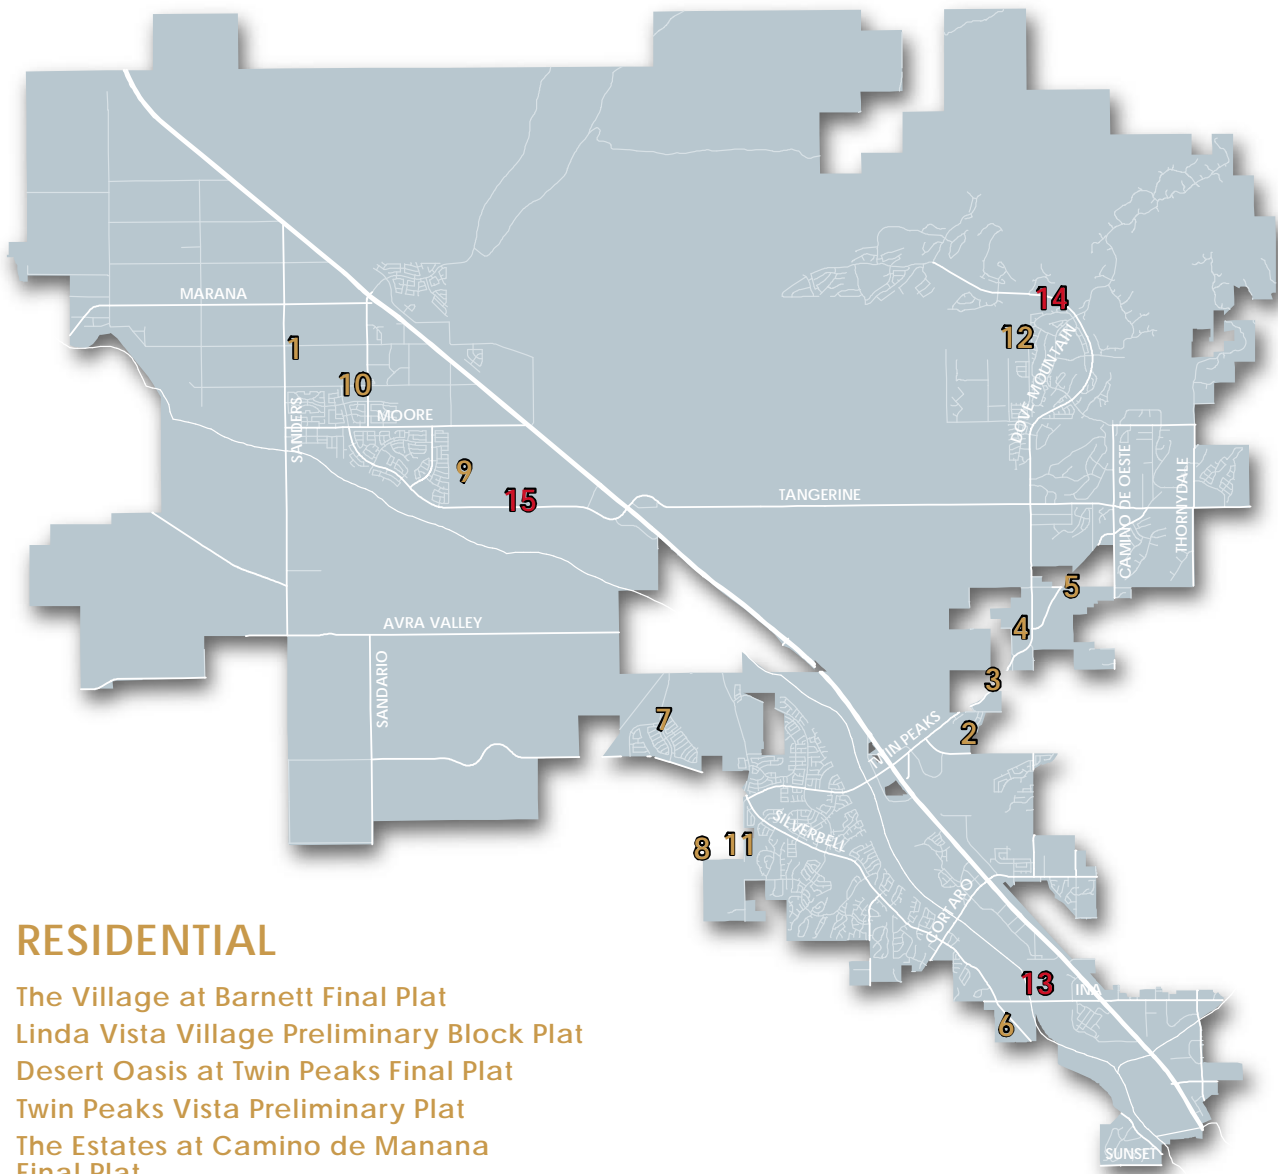 14
MARANA
12
1
DOVE MOUNTAIN
10
MOORE
SANDERS
9
15
TANGERINE
CAMINO DE OESTE
THORNYDALE
5
AVRA VALLEY
4
SANDARIO
3
7
TWIN PEAKS
2
SILVERBELL
8
11
CORTARO
13
INA
6
SUNSET
RESIDENTIAL
The Village at Barnett Final Plat
Linda Vista Village Preliminary Block Plat
Desert Oasis at Twin Peaks Final Plat
Twin Peaks Vista Preliminary Plat
The Estates at Camino de Manana
Final Plat